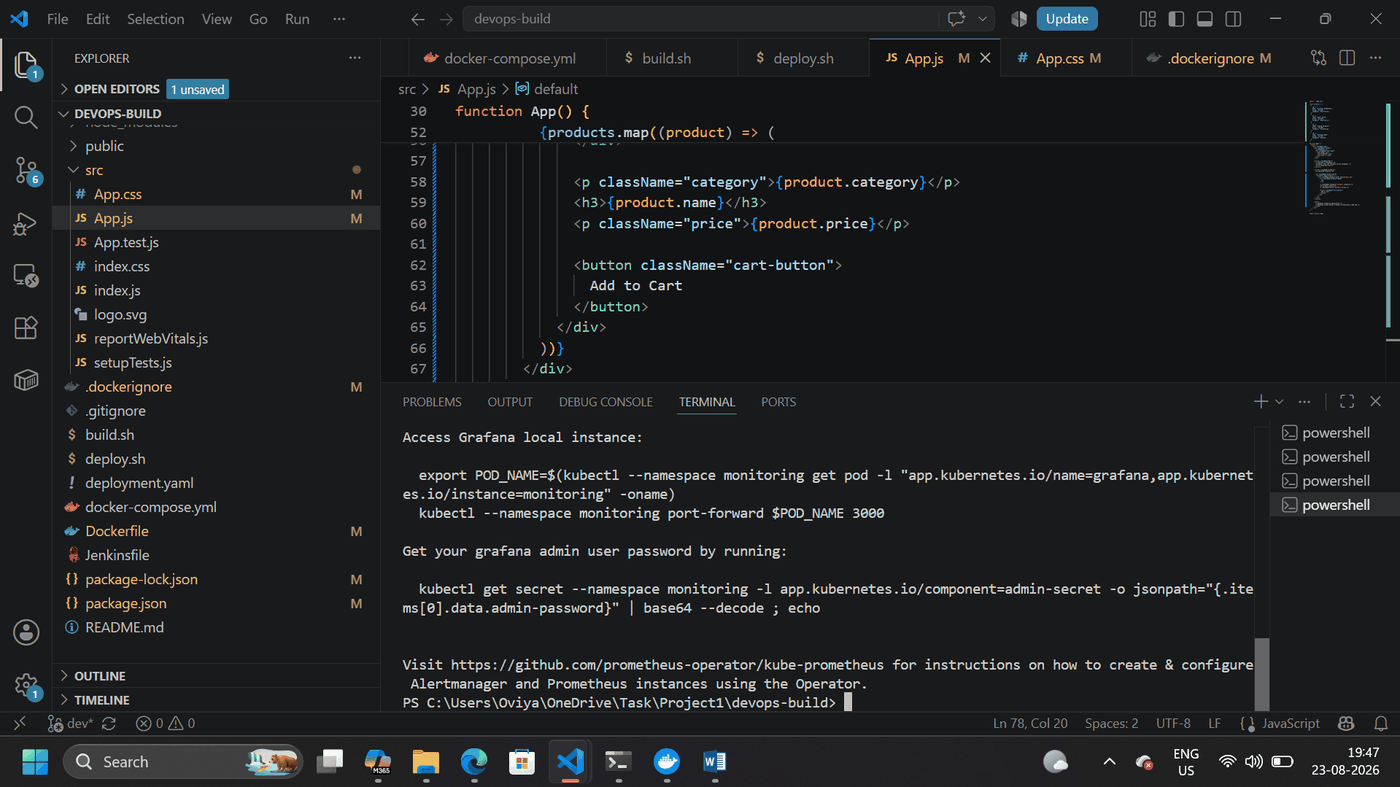 File Edit Selection View Go Run ···
devops-build
Update
EXPLORER
OPEN EDITORS 1 unsaved
DEVOPS-BUILD
node_modules
public
src
App.css M
App.js M
App.test.js
index.css
index.js
logo.svg
reportWebVitals.js
setupTests.js
.dockerignore M
.gitignore
build.sh
deploy.sh
deployment.yaml
docker-compose.yml
Dockerfile M
Jenkinsfile
package-lock.json M
package.json M
README.md
OUTLINE
TIMELINE
1
6
1
docker-compose.yml build.sh deploy.sh App.js M App.css M .dockerignore M
src > JS App.js > default
30 function App() {
52 {products.map((product) => (
57
58 <p className="category">{product.category}</p>
59 <h3>{product.name}</h3>
60 <p className="price">{product.price}</p>
61
62 <button className="cart-button">
63 Add to Cart
64 </button>
65 </div>
66 ))}
67 </div>
PROBLEMS OUTPUT DEBUG CONSOLE TERMINAL PORTS
Access Grafana local instance:
export POD_NAME=$(kubectl --namespace monitoring get pod -l "app.kubernetes.io/name=grafana,app.kubernet
es.io/instance=monitoring" -oname)
kubectl --namespace monitoring port-forward $POD_NAME 3000
Get your grafana admin user password by running:
kubectl get secret --namespace monitoring -l app.kubernetes.io/component=admin-secret -o jsonpath="{.ite
ms[0].data.admin-password}" | base64 --decode ; echo
Visit https://github.com/prometheus-operator/kube-prometheus for instructions on how to create & configure
Alertmanager and Prometheus instances using the Operator.
PS C:\Users\Oviya\OneDrive\Task\Project1\devops-build>
powershell
powershell
powershell
powershell
dev* 0 0 Ln 78, Col 20 Spaces: 2 UTF-8 LF {} JavaScript
Search
M365
ENG
US
19:47
23-08-2026